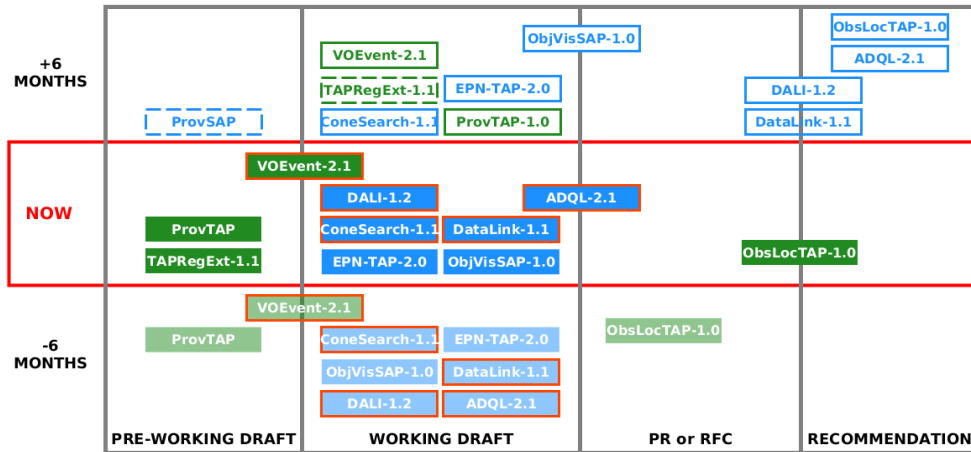 ObsLocTAP-1.0
ObjVisSAP-1.0
VOEvent-2.1
ADQL-2.1
+6
MONTHS
TAPRegExt-1.1
EPN-TAP-2.0
DALI-1.2
ProvSAP
ConeSearch-1.1
ProvTAP-1.0
DataLink-1.1
VOEvent-2.1
NOW
DALI-1.2
ADQL-2.1
ProvTAP
ConeSearch-1.1
DataLink-1.1
TAPRegExt-1.1
EPN-TAP-2.0
ObjVisSAP-1.0
ObsLocTAP-1.0
VOEvent-2.1
-6
MONTHS
ProvTAP
ConeSearch-1.1
EPN-TAP-2.0
ObsLocTAP-1.0
ObjVisSAP-1.0
DataLink-1.1
DALI-1.2
ADQL-2.1
PRE-WORKING DRAFT
WORKING DRAFT
PR or RFC
RECOMMENDATION